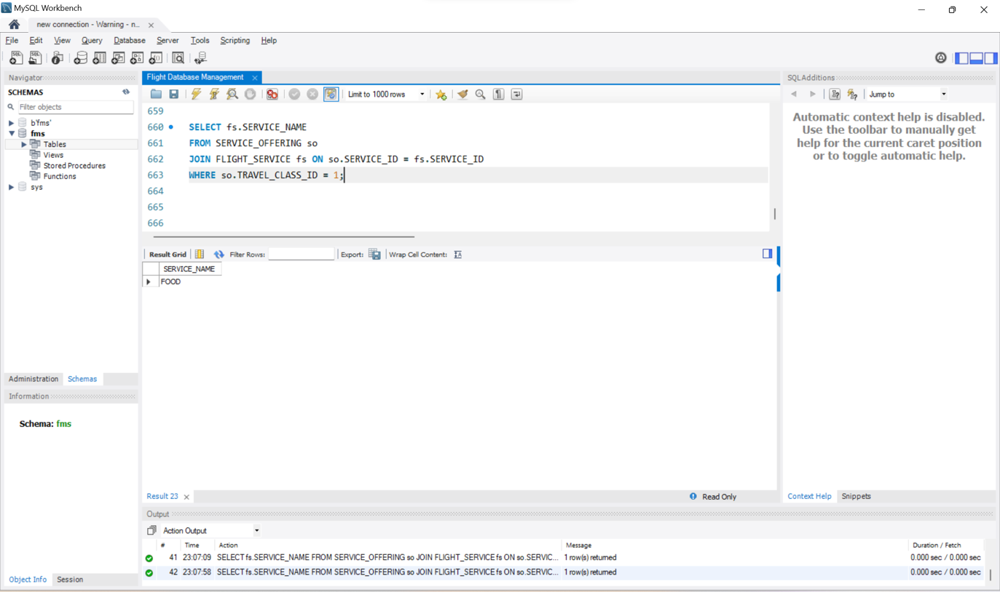 MySQL Workbench
new connection - Warning - n...
File Edit View Query Database Server Tools Scripting Help
Navigator
SCHEMAS
Filter objects
b'fms'
fms
Tables
Views
Stored Procedures
Functions
sys
Administration Schemas
Information
Schema: fms
Object Info Session
Flight Database Management
Limit to 1000 rows
659
660 SELECT fs.SERVICE_NAME
661 FROM SERVICE_OFFERING so
662 JOIN FLIGHT_SERVICE fs ON so.SERVICE_ID = fs.SERVICE_ID
663 WHERE so.TRAVEL_CLASS_ID = 1;
664
665
666
Result Grid Filter Rows: Export: Wrap Cell Content:
SERVICE_NAME
FOOD
Result 23 Read Only
SQLAdditions
Jump to
Automatic context help is disabled.
Use the toolbar to manually get
help for the current caret position
or to toggle automatic help.
Context Help Snippets
Output
Action Output
# Time Action Message Duration / Fetch
41 23:07:09 SELECT fs.SERVICE_NAME FROM SERVICE_OFFERING so JOIN FLIGHT_SERVICE fs ON so.SERVIC... 1 row(s) returned 0.000 sec / 0.000 sec
42 23:07:58 SELECT fs.SERVICE_NAME FROM SERVICE_OFFERING so JOIN FLIGHT_SERVICE fs ON so.SERVIC... 1 row(s) returned 0.000 sec / 0.000 sec